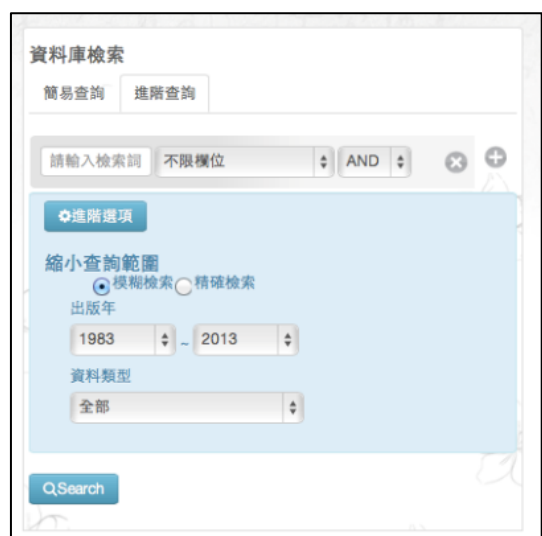 資料庫檢索
簡易查詢 進階查詢
請輸入檢索詞 不限欄位 AND
進階選項
縮小查詢範圍
模糊檢索 精確檢索
出版年
1983 ~ 2013
資料類型
全部
Search